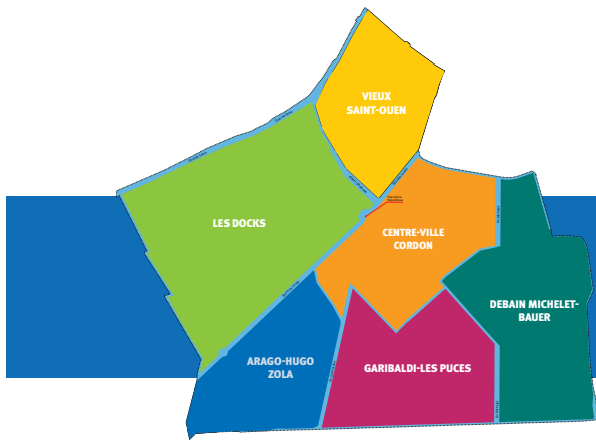 VIEUX
SAINT-OUEN
LES DOCKS
CENTRE-VILLE
CORDON
DEBAIN MICHELET-
BAUER
ARAGO-HUGO
ZOLA
GARIBALDI-LES PUCES